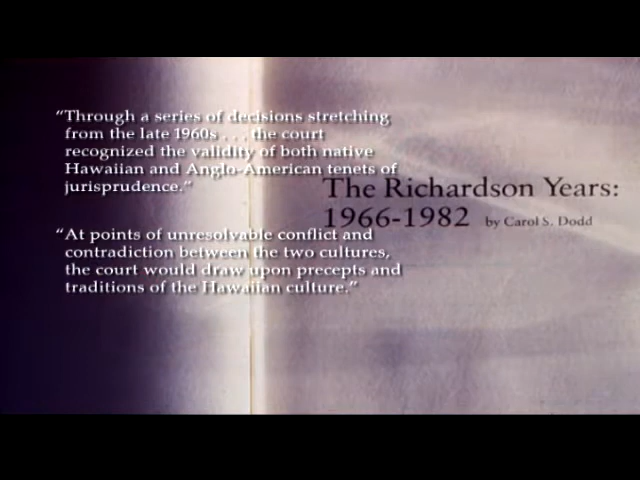 “Through a series of decisions stretching
from the late 1960s . . . the court
recognized the validity of both native
Hawaiian and Anglo-American tenets of
jurisprudence.”
“At points of unresolvable conflict and
contradiction between the two cultures,
the court would draw upon precepts and
traditions of the Hawaiian culture.”
The Richardson Years:
1966-1982 by Carol S. Dodd